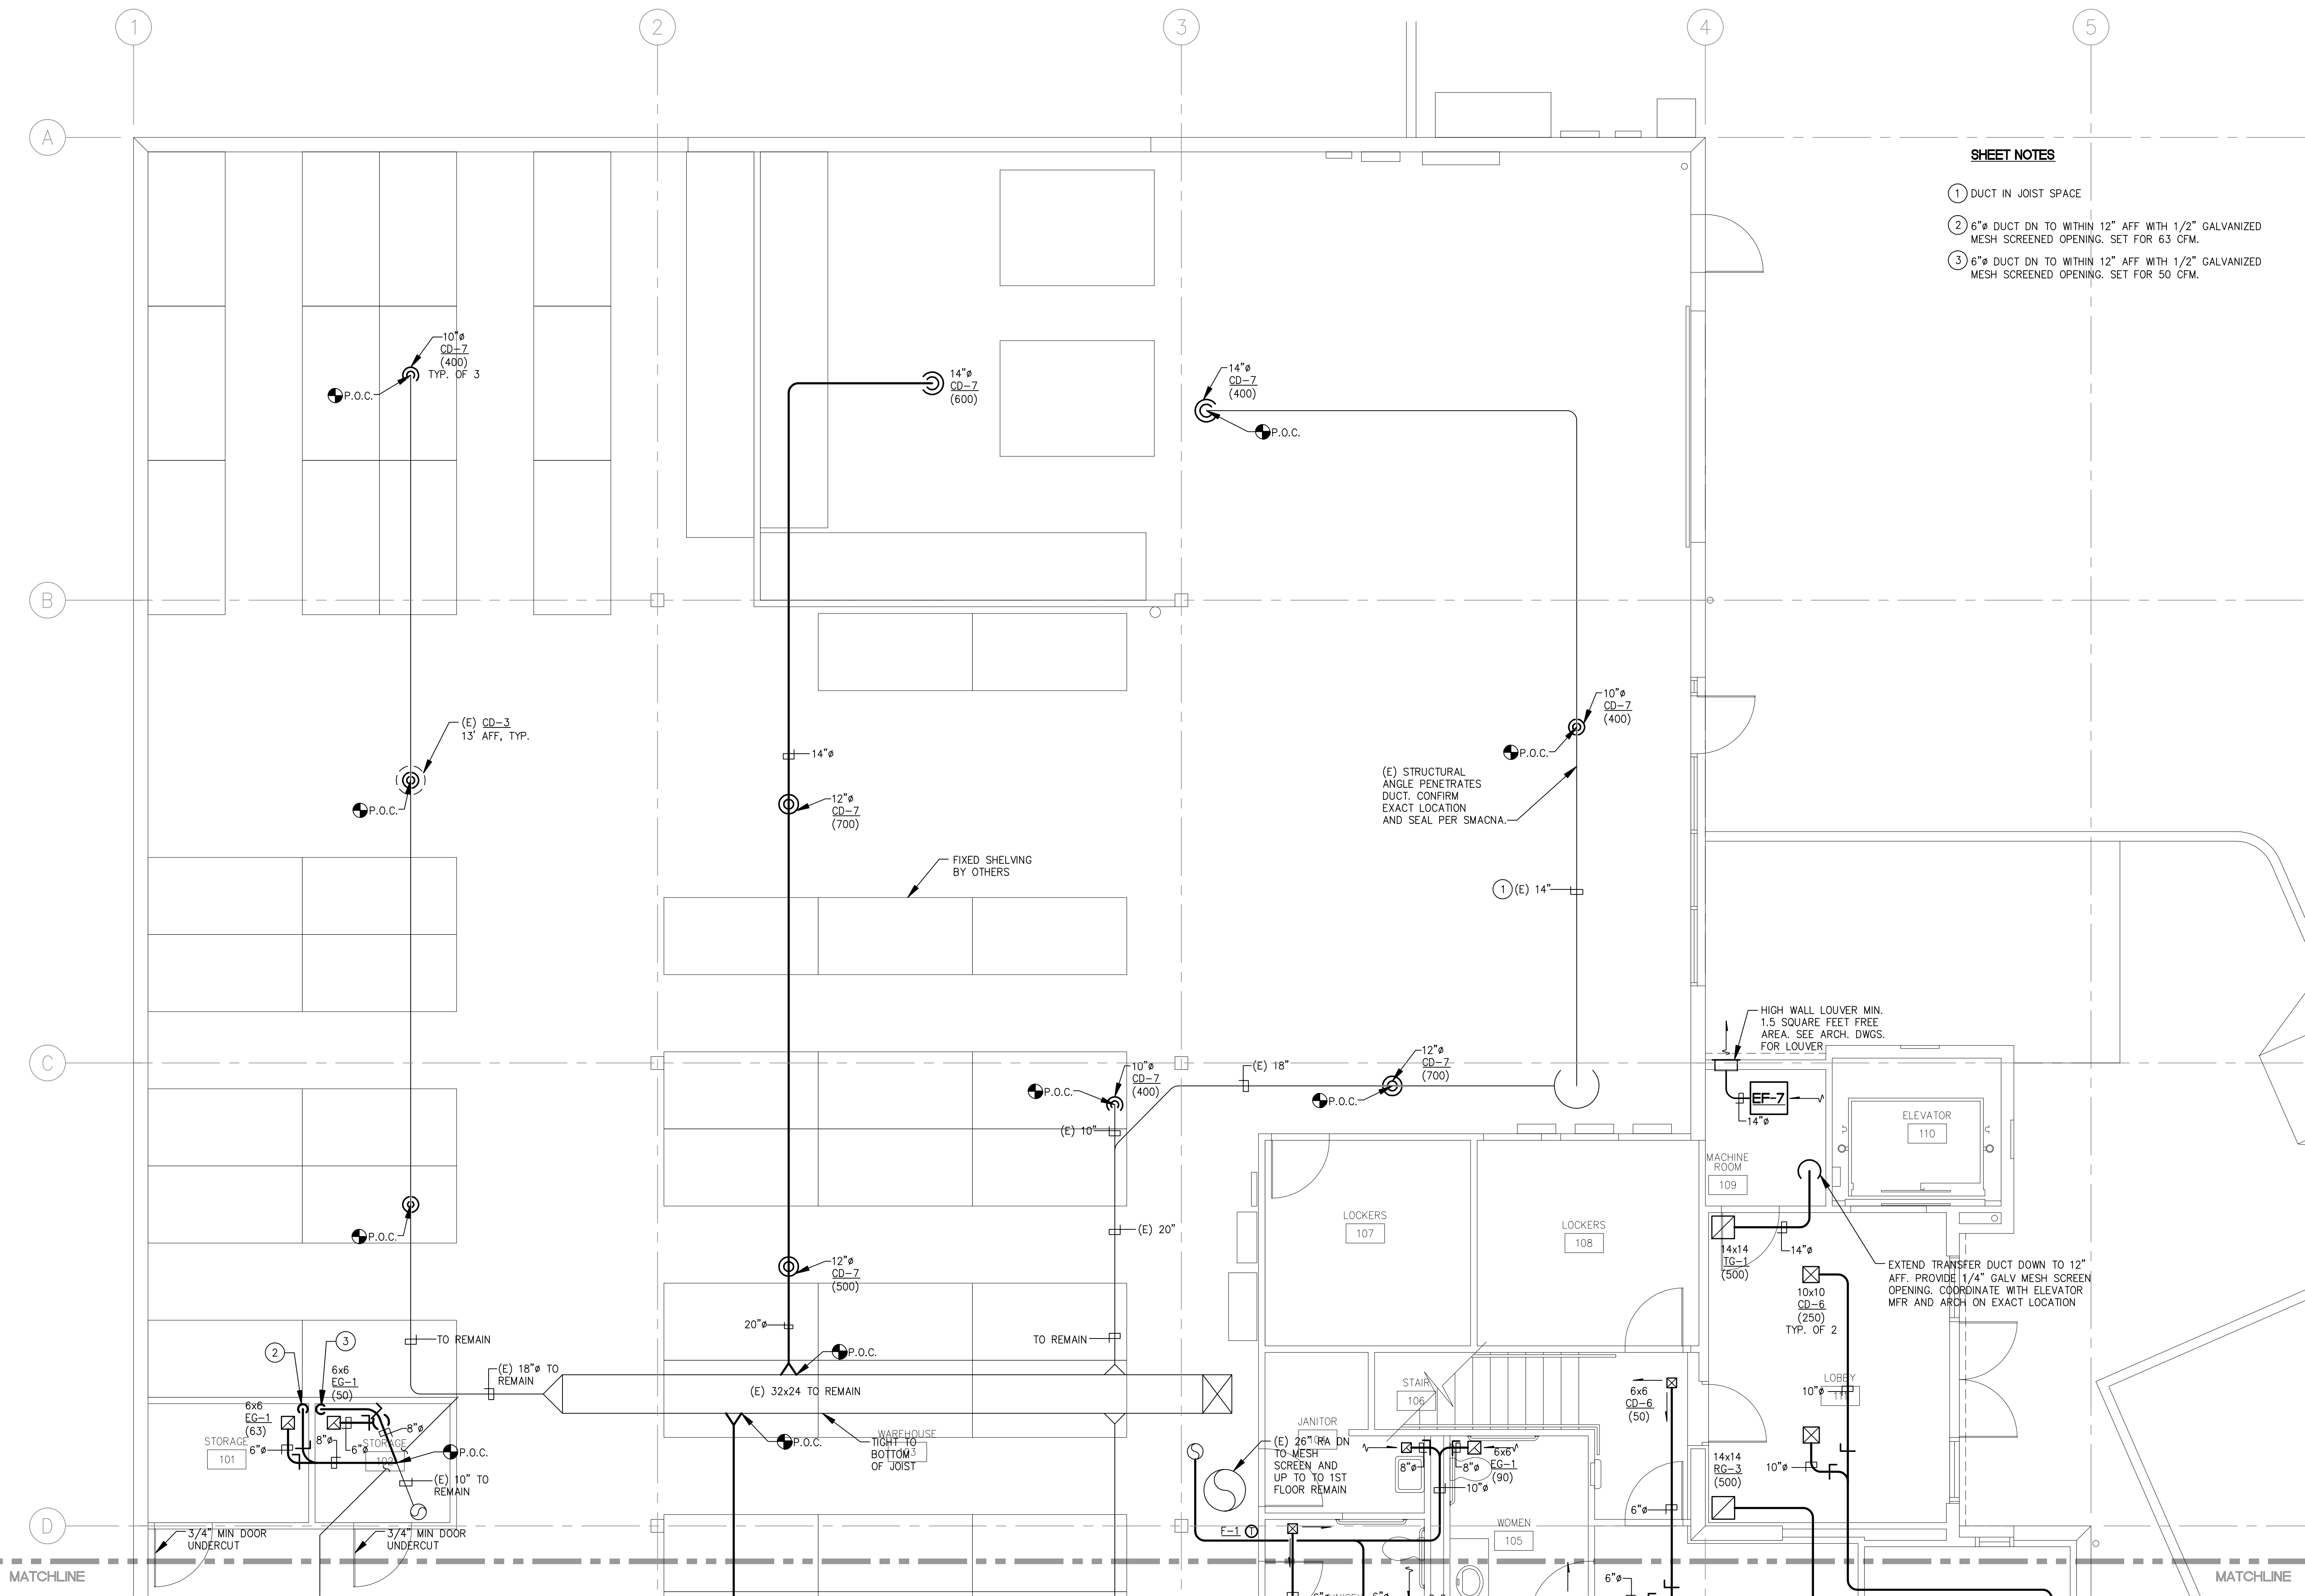 1
2
3
4
5
A
B
C
D
SHEET NOTES
1 DUCT IN JOIST SPACE
2 6"ø DUCT DN TO WITHIN 12" AFF WITH 1/2" GALVANIZED
MESH SCREENED OPENING. SET FOR 63 CFM.
3 6"ø DUCT DN TO WITHIN 12" AFF WITH 1/2" GALVANIZED
MESH SCREENED OPENING. SET FOR 50 CFM.
10"ø
CD-7
(400)
TYP. OF 3
P.O.C.
14"ø
CD-7
(600)
14"ø
CD-7
(400)
P.O.C.
(E) CD-3
13' AFF, TYP.
P.O.C.
14"ø
12"ø
CD-7
(700)
10"ø
CD-7
(400)
P.O.C.
(E) STRUCTURAL
ANGLE PENETRATES
DUCT. CONFIRM
EXACT LOCATION
AND SEAL PER SMACNA.
FIXED SHELVING
BY OTHERS
1 (E) 14"
HIGH WALL LOUVER MIN.
1.5 SQUARE FEET FREE
AREA. SEE ARCH. DWGS.
FOR LOUVER
10"ø
CD-7
(400)
P.O.C.
(E) 10"
(E) 18"
12"ø
CD-7
(700)
P.O.C.
EF-7
14"ø
ELEVATOR
110
MACHINE
ROOM
109
P.O.C.
(E) 20"
LOCKERS
107
LOCKERS
108
14x14
TG-1
(500)
14"ø
EXTEND TRANSFER DUCT DOWN TO 12"
AFF. PROVIDE 1/4" GALV MESH SCREEN
OPENING. COORDINATE WITH ELEVATOR
MFR AND ARCH ON EXACT LOCATION
10x10
CD-6
(250)
TYP. OF 2
12"ø
CD-7
(500)
20"ø
P.O.C.
TO REMAIN
TO REMAIN
2
3
6x6
EG-1
(50)
(E) 18"ø TO
REMAIN
(E) 32x24 TO REMAIN
6x6
EG-1
(63)
8"ø
STORAGE
101
6"ø
8"ø
6"ø
STORAGE
102
P.O.C.
(E) 10" TO
REMAIN
P.O.C.
TIGHT TO
BOTTOM
OF JOIST
WAREHOUSE
103
STAIR
106
JANITOR
104
(E) 26" RA DN
TO MESH
SCREEN AND
UP TO TO 1ST
FLOOR REMAIN
8"ø
8"ø
6x6
EG-1
(90)
10"ø
6x6
CD-6
(50)
LOBBY
111
10"ø
10"ø
14x14
RG-3
(500)
6"ø
F-1 T
WOMEN
105
3/4" MIN DOOR
UNDERCUT
3/4" MIN DOOR
UNDERCUT
6"ø
MATCHLINE
MATCHLINE